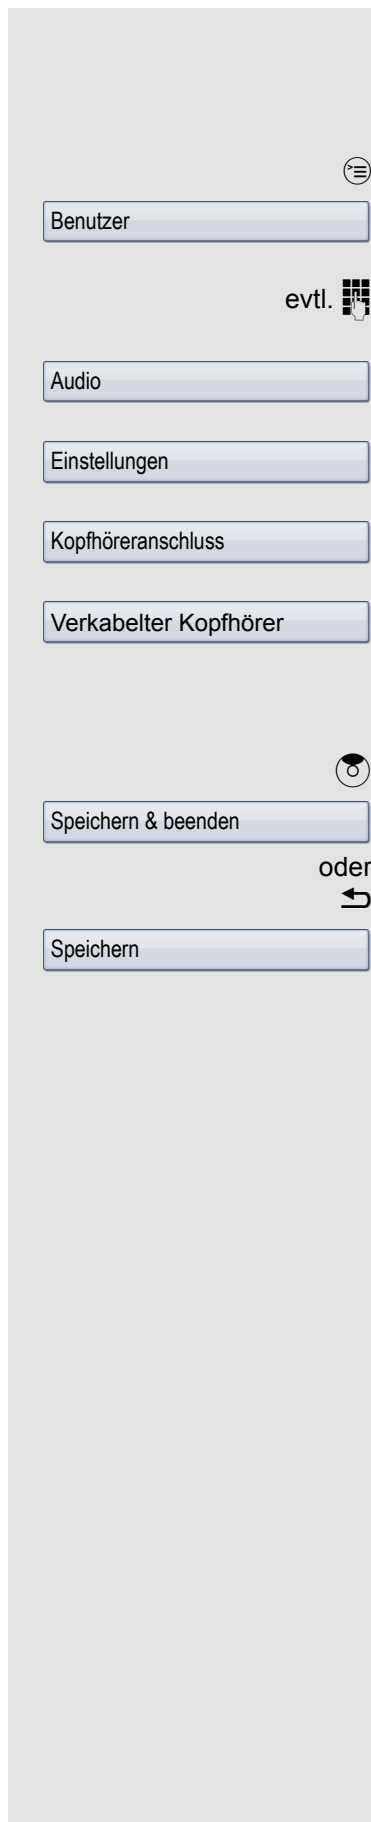 Benutzer
evtl.
Audio
Einstellungen
Kopfhöreranschluss
Verkabelter Kopfhörer
Speichern & beenden
oder
Speichern